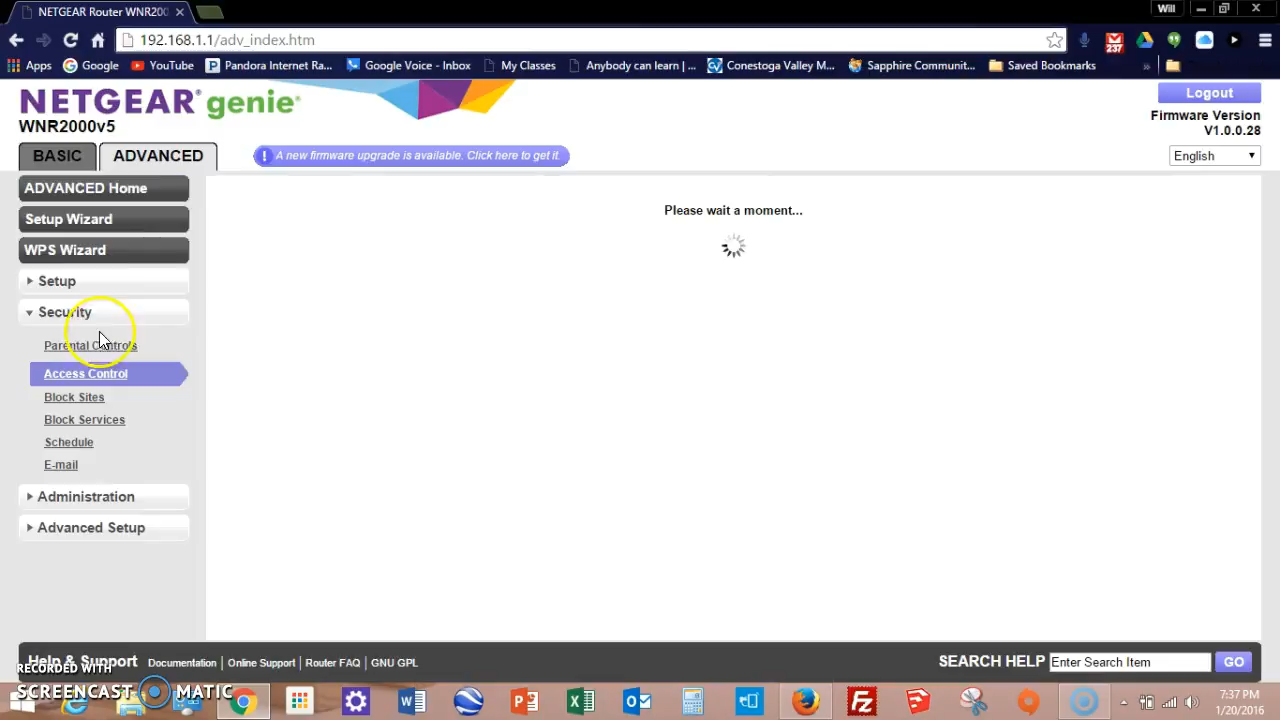 NETGEAR Router WNR200
Will
192.168.1.1/adv_index.htm
237
Apps
Google
YouTube
Pandora Internet Ra...
Google Voice - Inbox
My Classes
Anybody can learn | ...
Conestoga Valley M...
Sapphire Communit...
Saved Bookmarks
»
NETGEAR® genie®
WNR2000v5
Logout
Firmware Version
V1.0.0.28
BASIC
ADVANCED
! A new firmware upgrade is available. Click here to get it.
English
ADVANCED Home
Setup Wizard
WPS Wizard
Setup
Security
Parental Controls
Access Control
Block Sites
Block Services
Schedule
E-mail
Administration
Advanced Setup
Please wait a moment...
Help & Support
Documentation | Online Support | Router FAQ | GNU GPL
SEARCH HELP
Enter Search Item
GO
RECORDED WITH
SCREENCAST MATIC
7:37 PM
1/20/2016